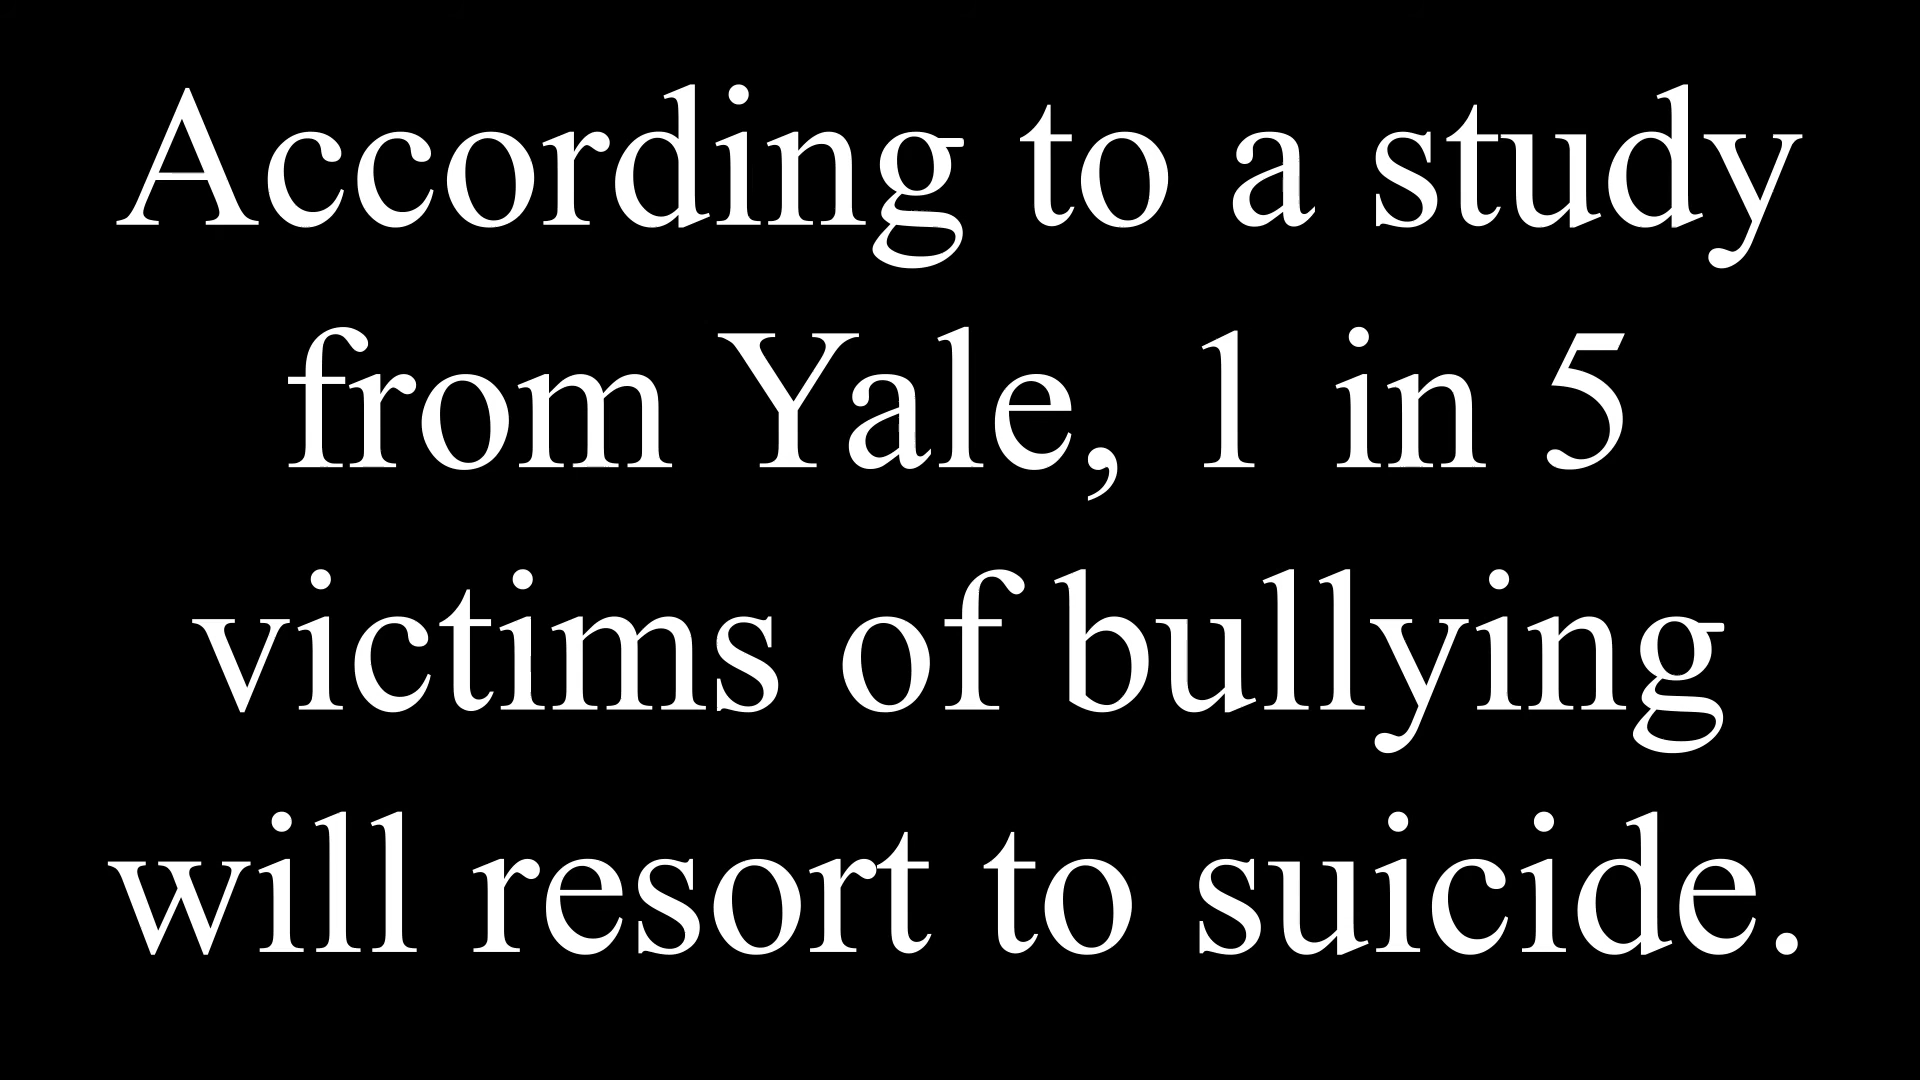 According to a study
from Yale, 1 in 5
victims of bullying
will resort to suicide.